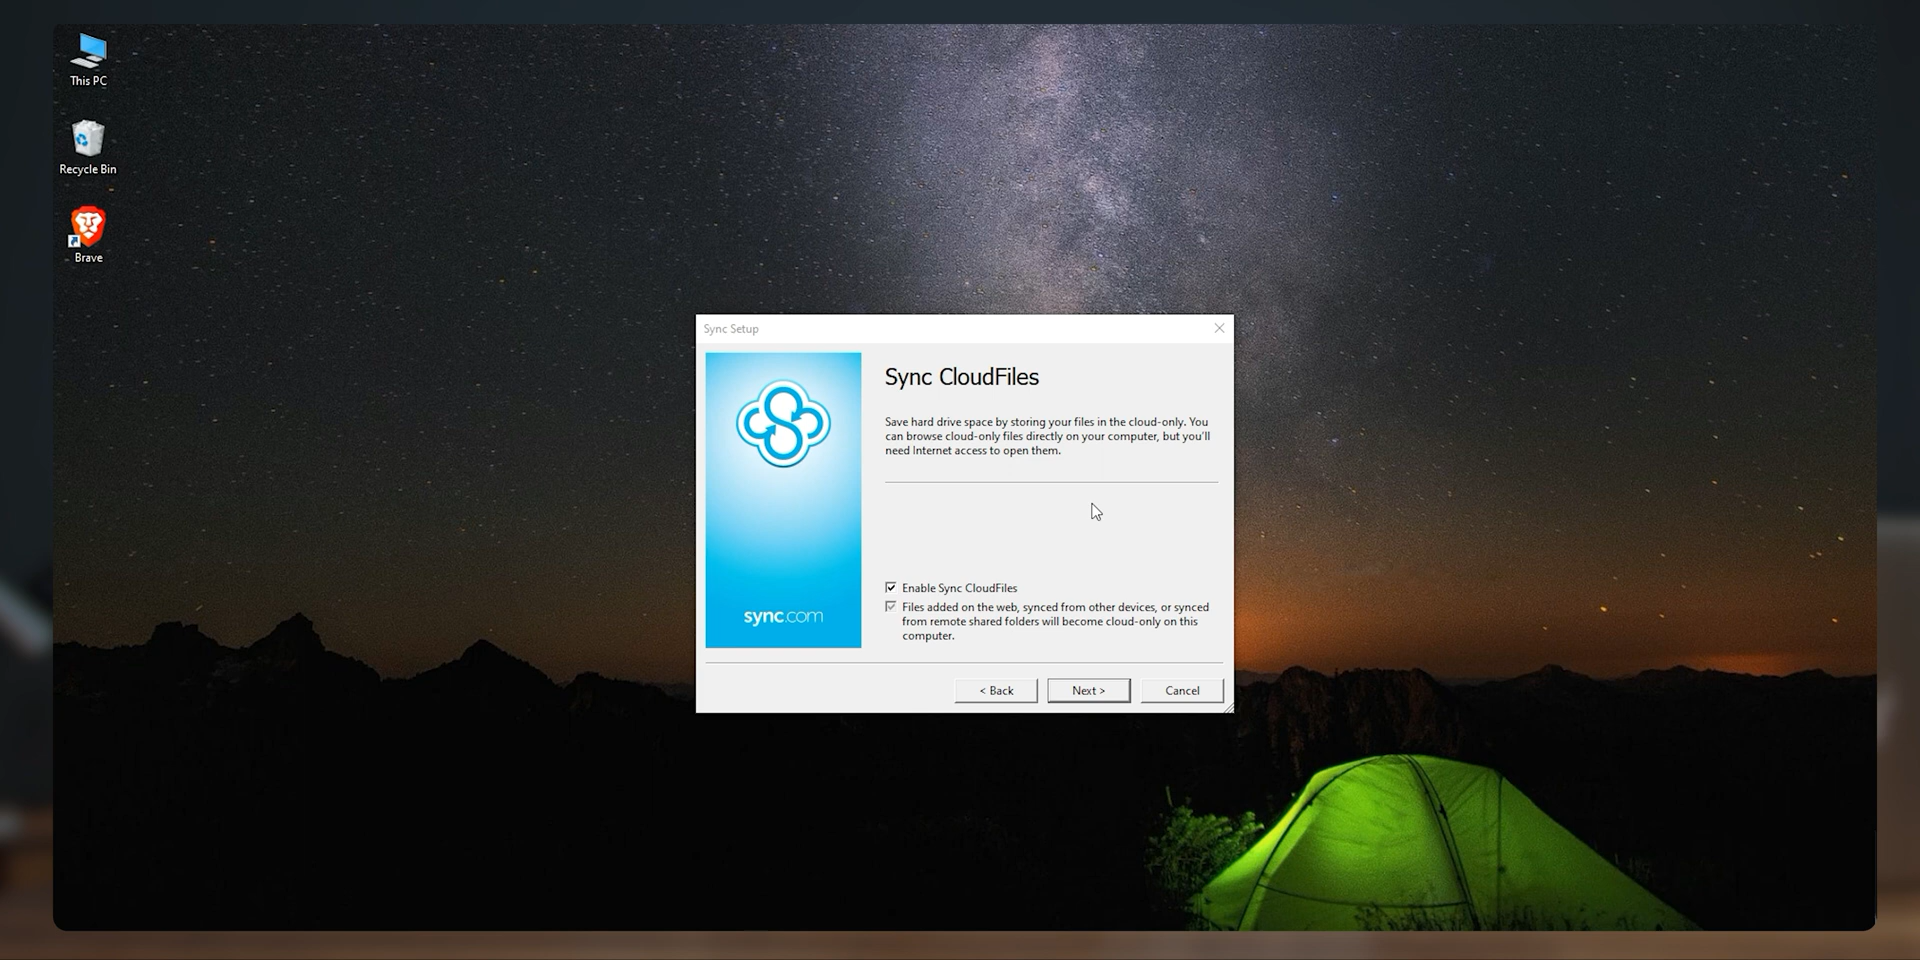 This PC
Recycle Bin
Brave
Sync Setup
Sync CloudFiles
Save hard drive space by storing your files in the cloud-only. You
can browse cloud-only files directly on your computer, but you'll
need Internet access to open them.
Enable Sync CloudFiles
Files added on the web, synced from other devices, or synced
from remote shared folders will become cloud-only on this
computer.
sync.com
< Back
Next >
Cancel